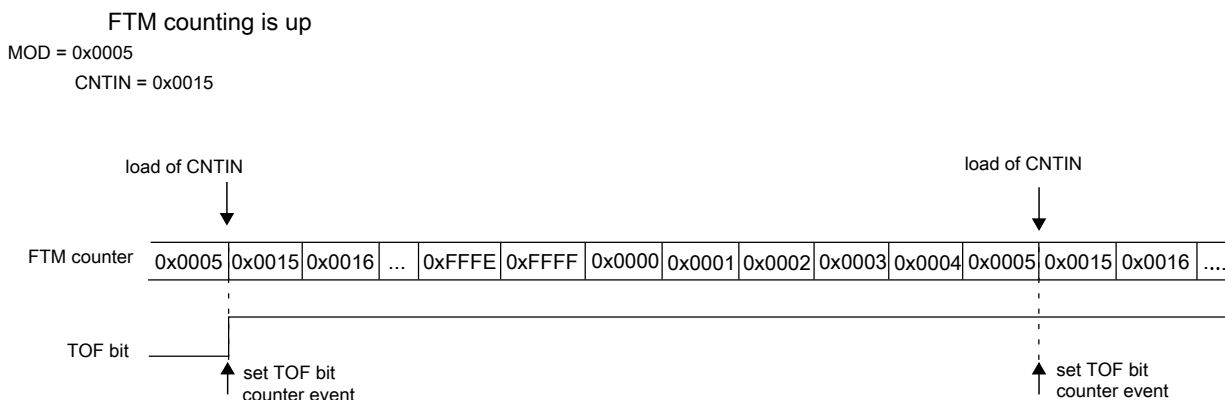 FTM counting is up
MOD = 0x0005
CNTIN = 0x0015
load of CNTIN load of CNTIN
FTM counter 0x0005 0x0015 0x0016 ... 0xFFFE 0xFFFF 0x0000 0x0001 0x0002 0x0003 0x0004 0x0005 0x0015 0x0016 ....
TOF bit
set TOF bit set TOF bit
counter event counter event